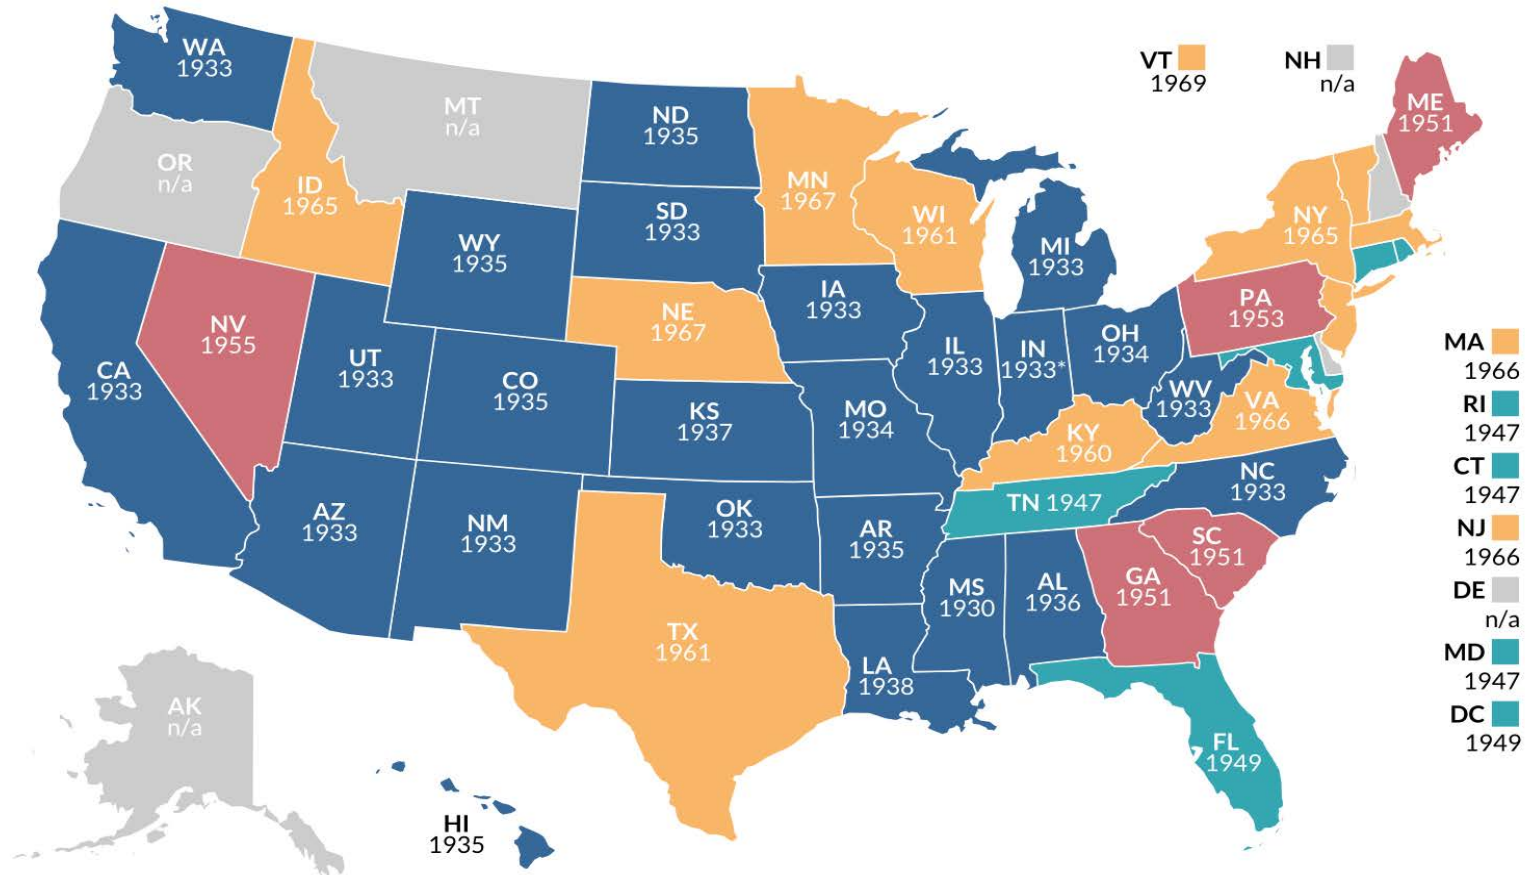 WA
1933
VT
1969
NH
n/a
ME
1951
MT
n/a
ND
1935
OR
n/a
ID
1965
MN
1967
SD
1933
WI
1961
NY
1965
WY
1935
MI
1933
IA
1933
NE
1967
PA
1953
NV
1955
UT
1933
CO
1935
IL
1933
IN
1933*
OH
1934
MA
1966
CA
1933
KS
1937
MO
1934
WV
1933
VA
1966
RI
1947
KY
1960
CT
1947
NC
1933
TN 1947
AZ
1933
NM
1933
OK
1933
AR
1935
SC
1951
NJ
1966
MS
1930
AL
1936
GA
1951
DE
n/a
TX
1961
LA
1938
MD
1947
AK
n/a
FL
1949
DC
1949
HI
1935